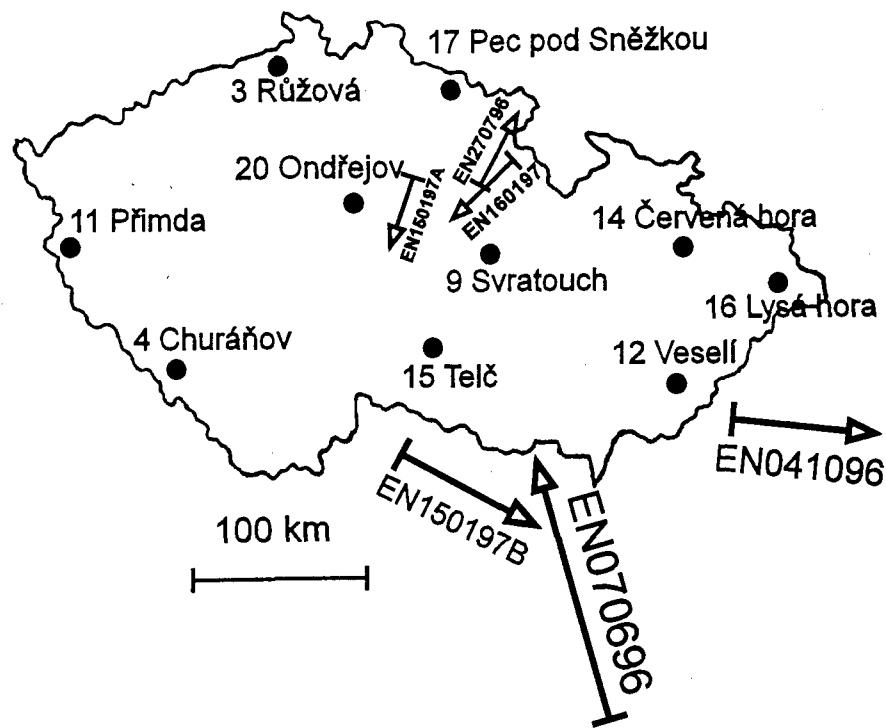 17 Pec pod Sněžkou
3 Růžová
EN270796
20 Ondřejov
EN150197A
EN160197
11 Přimda
14 Červená hora
9 Svratouch
16 Lysá hora
4 Churáňov
15 Telč
12 Veselí
EN041096
EN150197B
EN070696
100 km